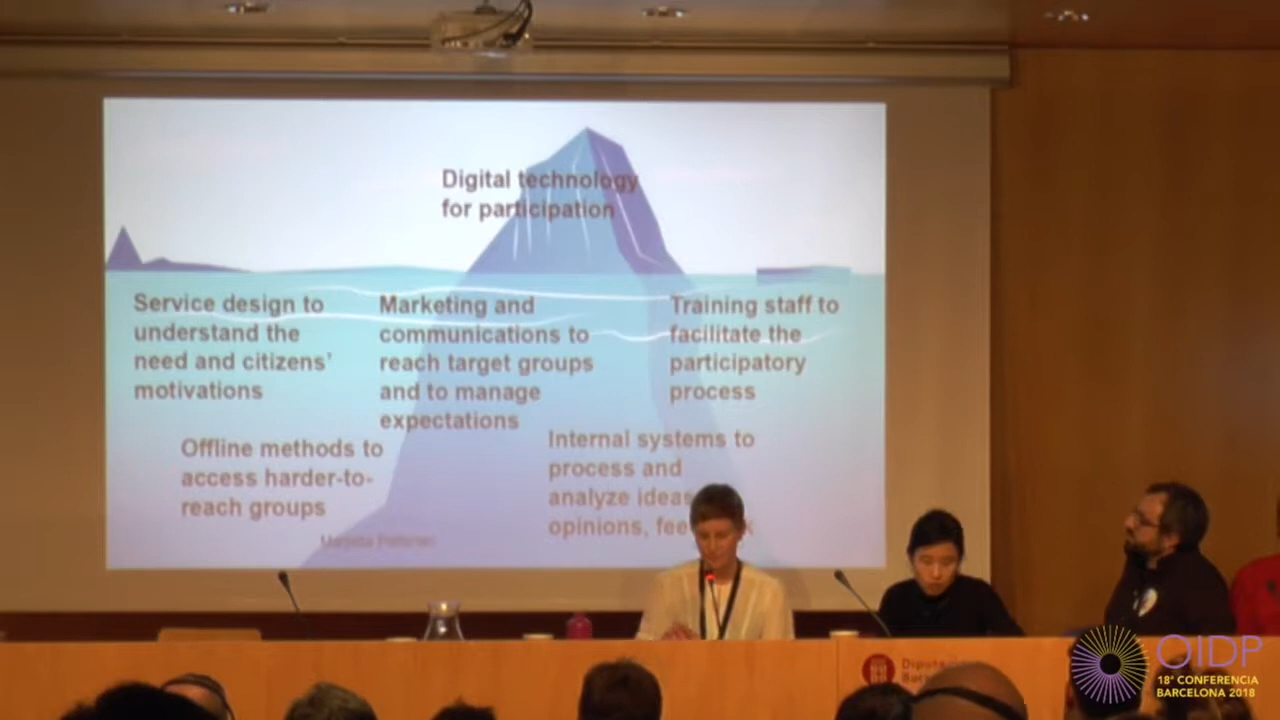 Digital technology
for participation
Service design to
understand the
need and citizens'
motivations
Marketing and
communications to
reach target groups
and to manage
expectations
Training staff to
facilitate the
participatory
process
Offline methods to
access harder-to-
reach groups
Internal systems to
process and
analyze ideas
opinions,
OIDP
18ª CONFERENCIA
BARCELONA 2018